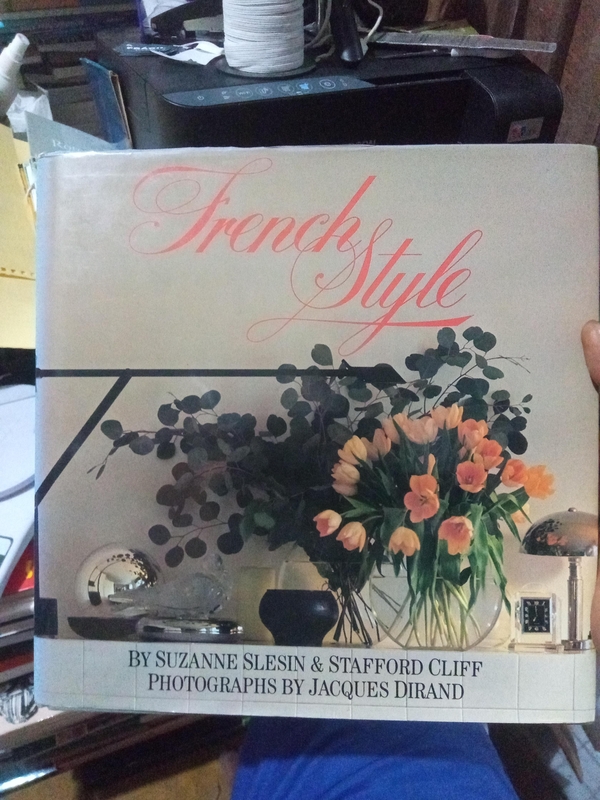 French
Style
BY SUZANNE SLESIN & STAFFORD CLIFF
PHOTOGRAPHS BY JACQUES DIRAND